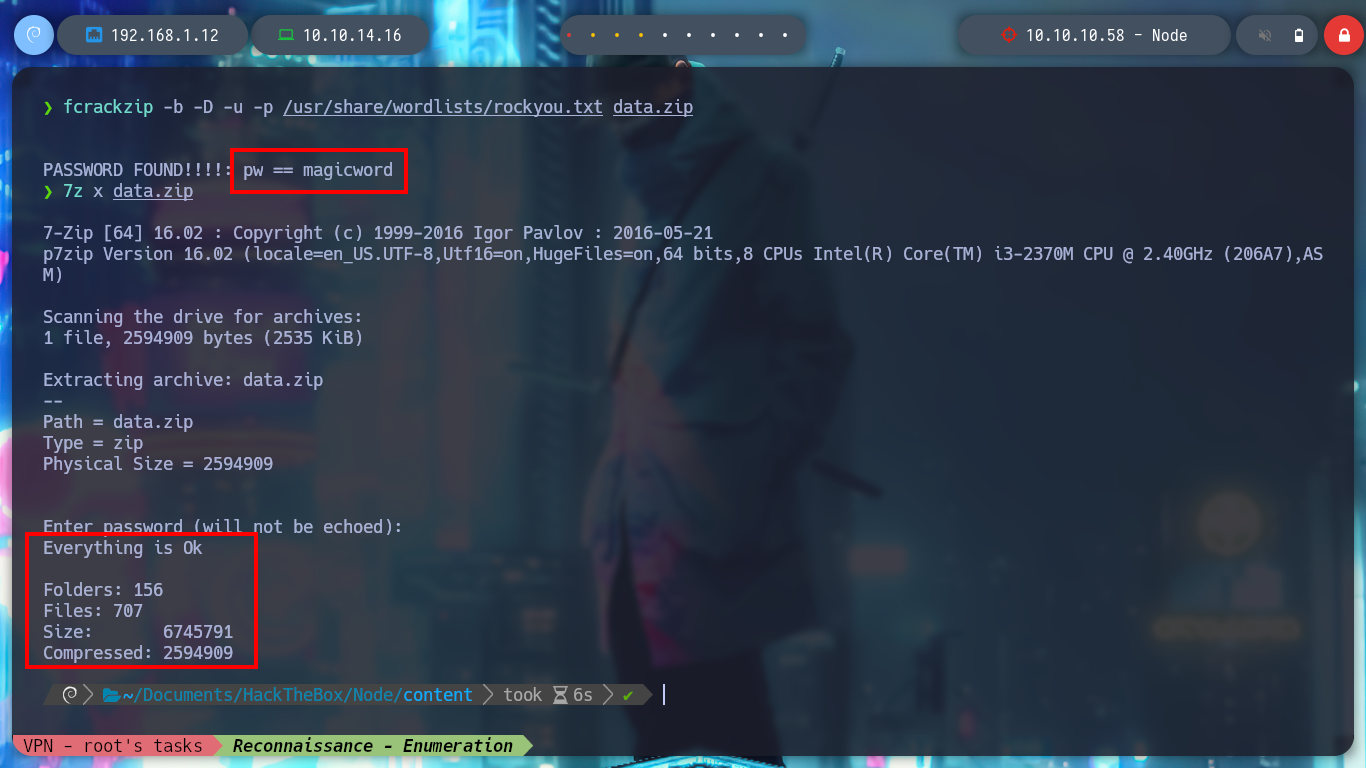 192.168.1.12
10.10.14.16
10.10.10.58 - Node
❯ fcrackzip -b -D -u -p /usr/share/wordlists/rockyou.txt data.zip
PASSWORD FOUND!!!!: pw == magicword
❯ 7z x data.zip
7-Zip [64] 16.02 : Copyright (c) 1999-2016 Igor Pavlov : 2016-05-21
p7zip Version 16.02 (locale=en_US.UTF-8,Utf16=on,HugeFiles=on,64 bits,8 CPUs Intel(R) Core(TM) i3-2370M CPU @ 2.40GHz (206A7),AS
M)
Scanning the drive for archives:
1 file, 2594909 bytes (2535 KiB)
Extracting archive: data.zip
--
Path = data.zip
Type = zip
Physical Size = 2594909
Enter password (will not be echoed):
Everything is Ok
Folders: 156
Files: 707
Size:       6745791
Compressed: 2594909
~/Documents/HackTheBox/Node/content took 6s ✔
VPN - root's tasks Reconnaissance - Enumeration